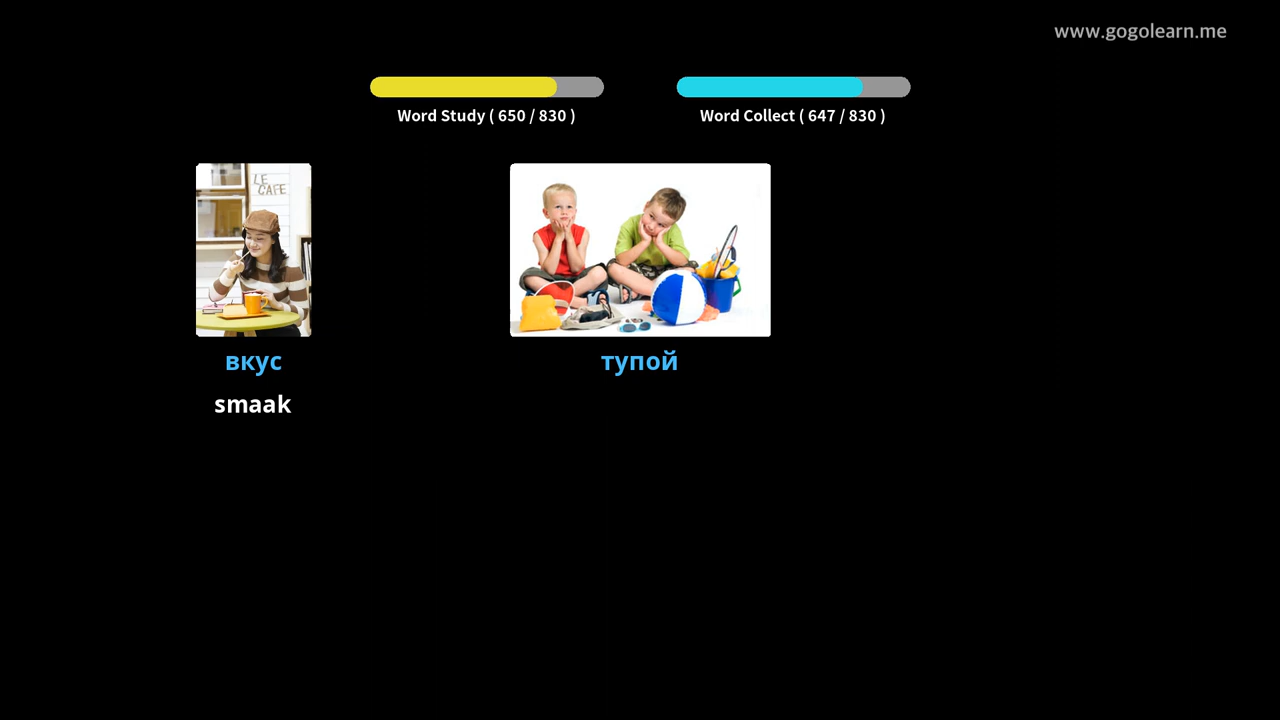 www.gogolearn.me
Word Study ( 650 / 830 )
Word Collect ( 647 / 830 )
LE CAFE
вкус
тупой
smaak